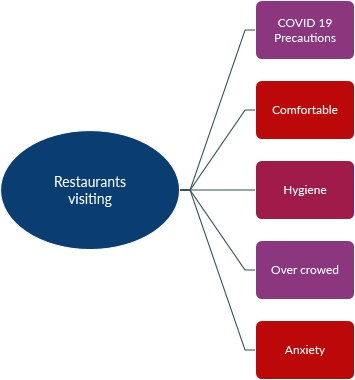 COVID 19
Precautions
Comfortable
Restaurants
visiting
Hygiene
Over crowed
Anxiety